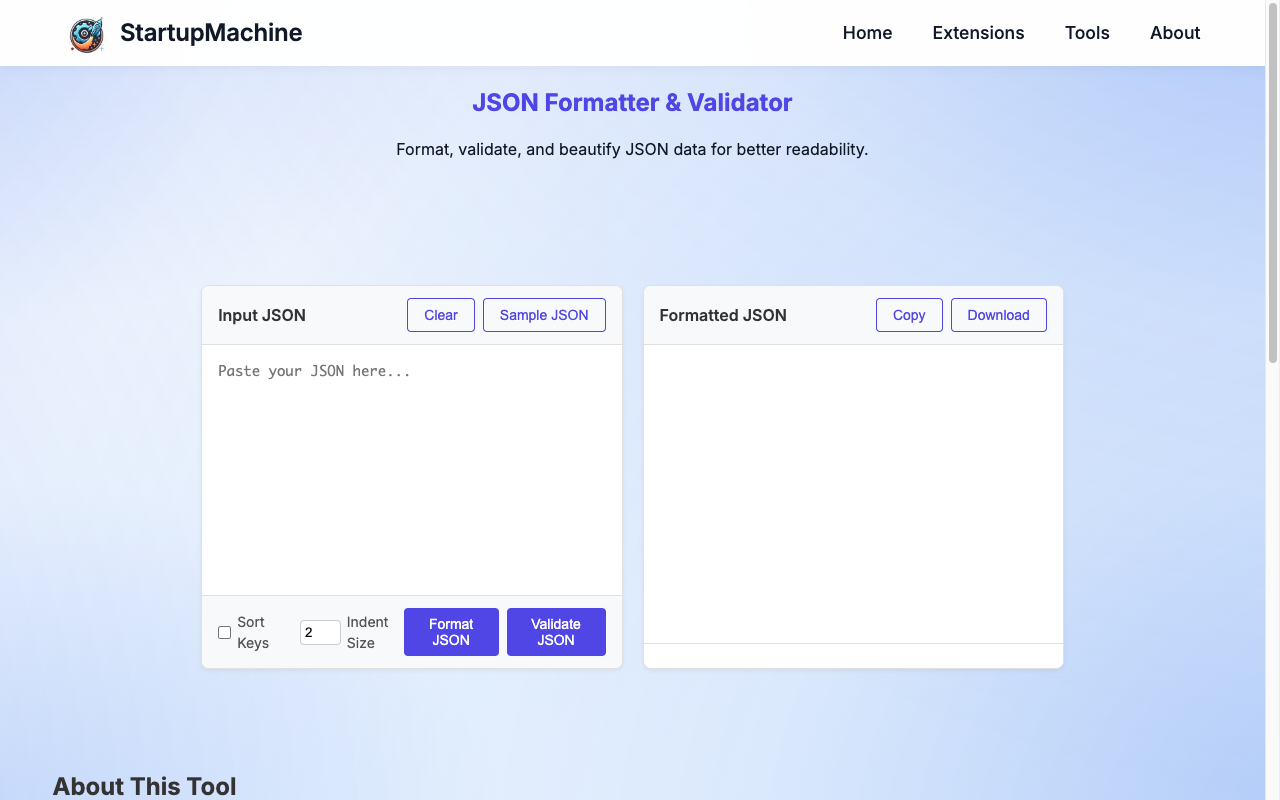 StartupMachine
Home Extensions Tools About
JSON Formatter & Validator
Format, validate, and beautify JSON data for better readability.
Input JSON
Clear
Sample JSON
Paste your JSON here...
Sort
Keys
2
Indent
Size
Format
JSON
Validate
JSON
Formatted JSON
Copy
Download
About This Tool